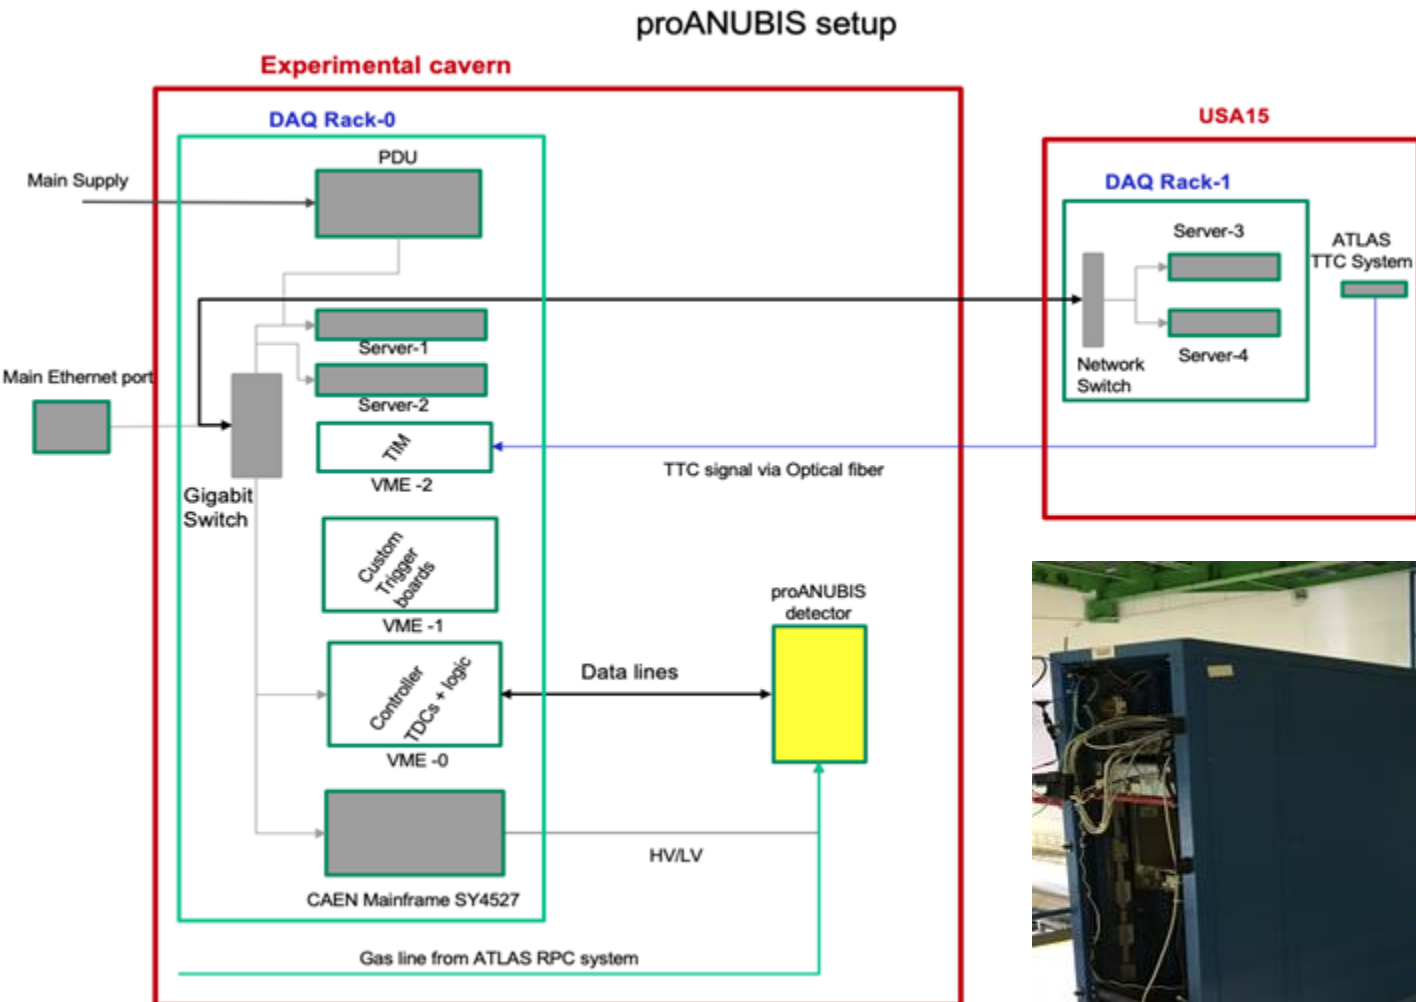 proANUBIS setup
Experimental cavern
USA15
DAQ Rack-0
PDU
Main Supply
DAQ Rack-1
Server-3
ATLAS
TTC System
Server-1
Server-4
Network
Switch
Main Ethernet port
Server-2
TIM
TTC signal via Optical fiber
VME -2
Gigabit
Switch
Custom
Trigger
boards
proANUBIS
detector
VME -1
Controller
TDCs + logic
Data lines
VME -0
HV/LV
CAEN Mainframe SY4527
Gas line from ATLAS RPC system